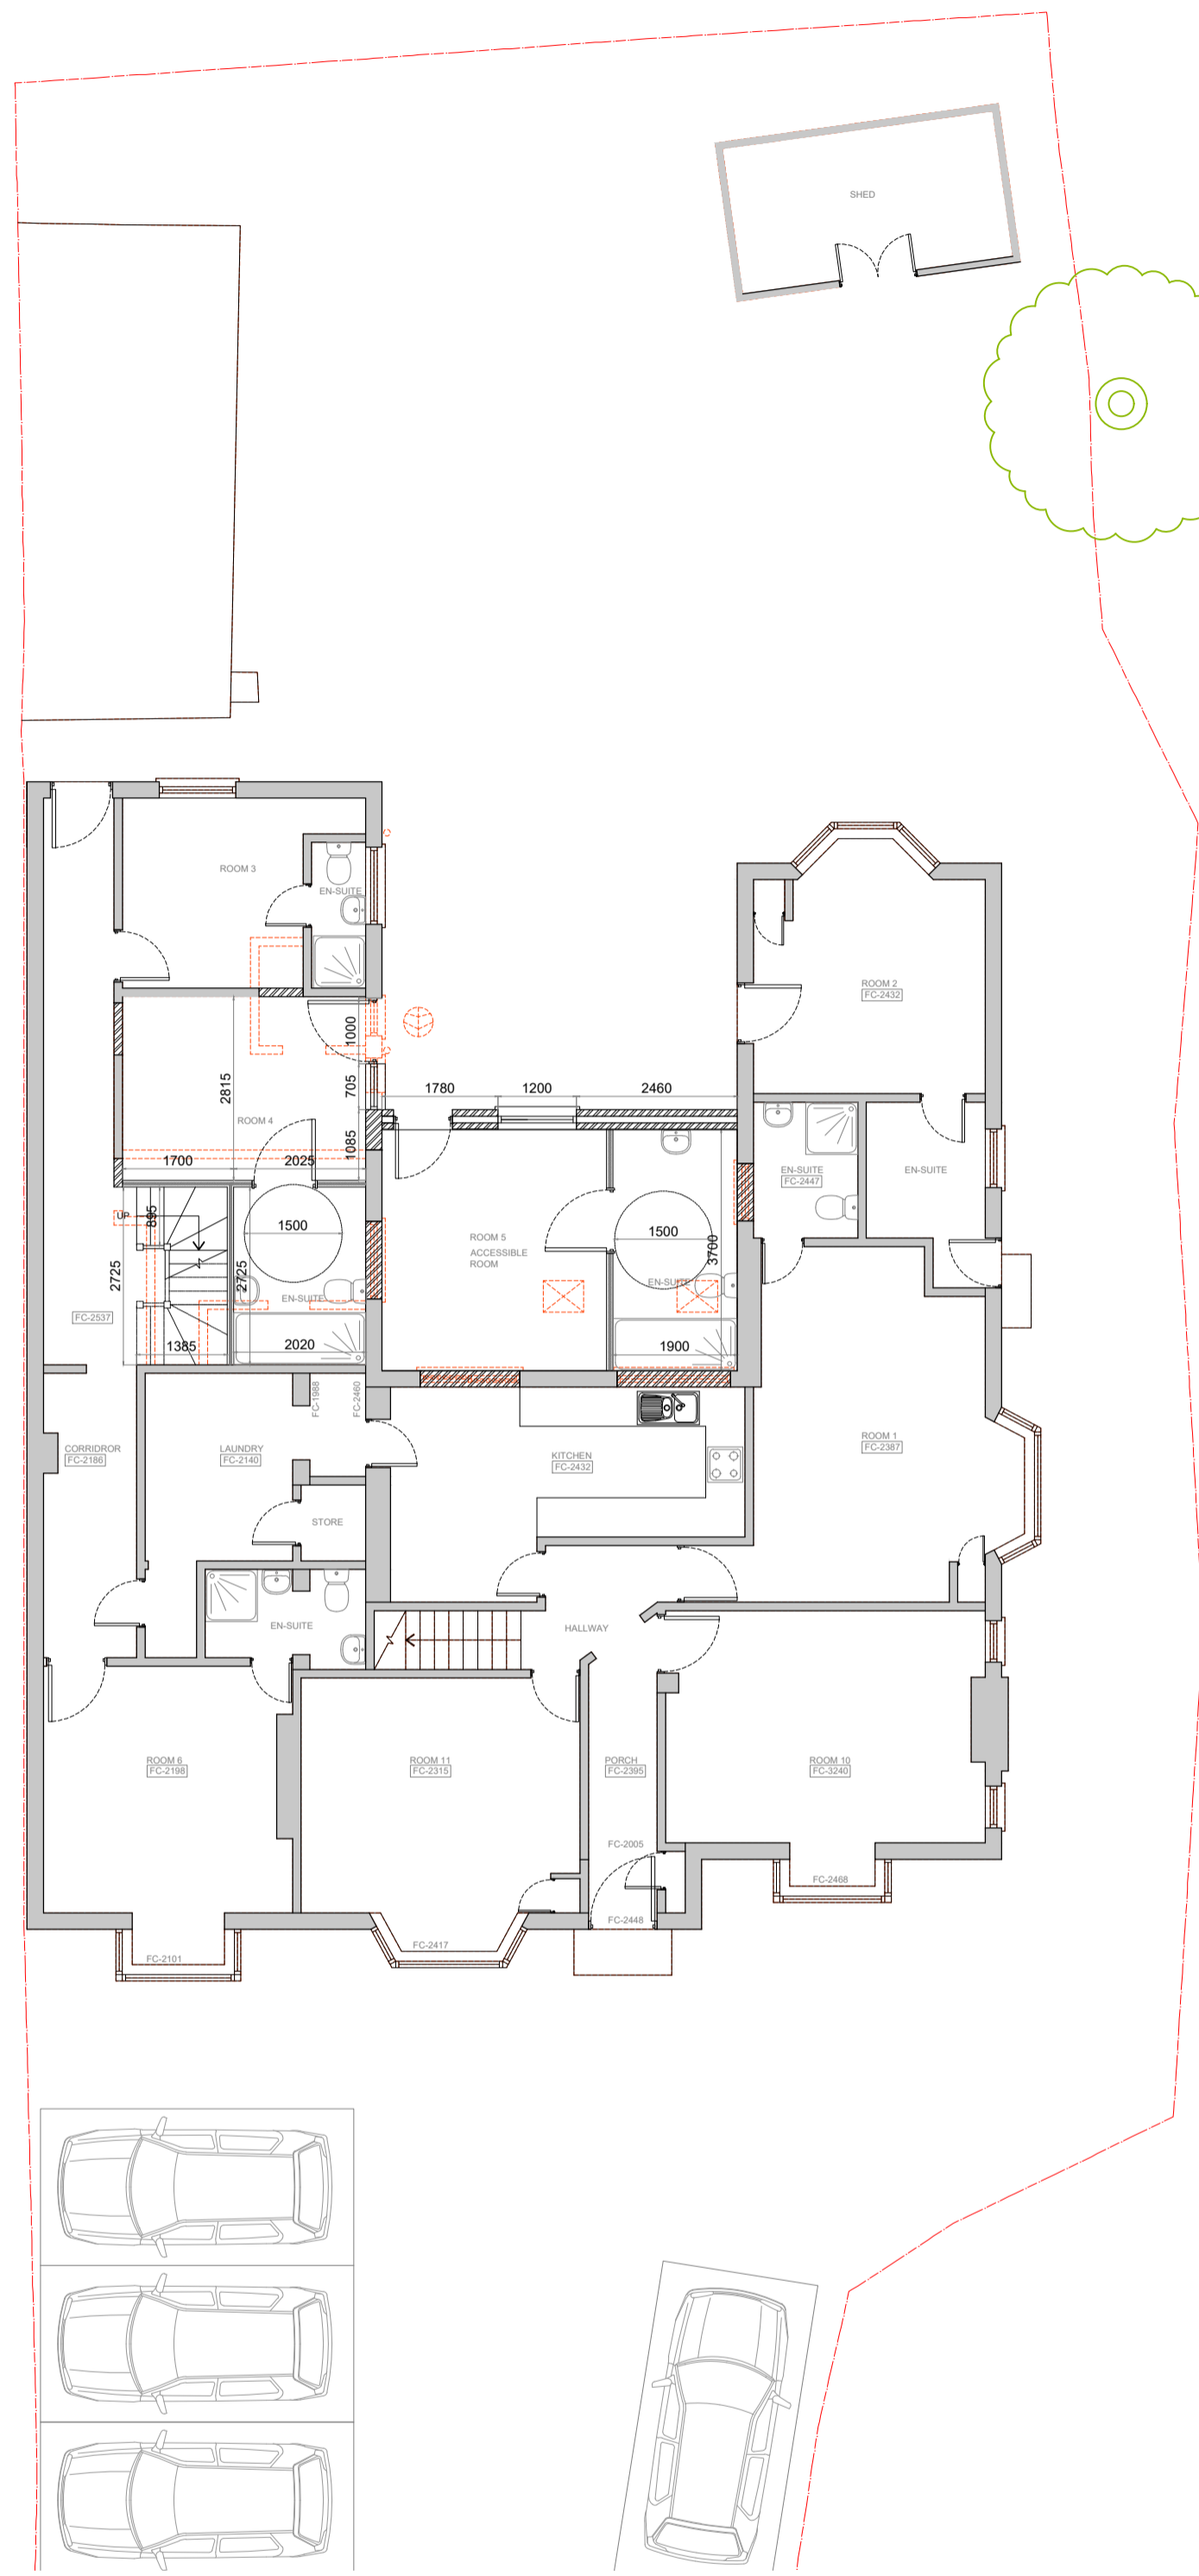 SHED
ROOM 3
EN-SUITE
ROOM 2
FC-2432
1000
705
1085
2815
1780
1200
2460
ROOM 4
1700
2025
EN-SUITE
FC-2447
EN-SUITE
UP
895
1500
ROOM 5
ACCESSIBLE
ROOM
1500
3700
EN-SUITE
2725
2725
EN-SUITE
FC-2537
1385
2020
1900
FC-1988
FC-2460
CORRIDROR
FC-2186
LAUNDRY
FC-2140
KITCHEN
FC-2432
ROOM 1
FC-2387
STORE
EN-SUITE
HALLWAY
ROOM 6
FC-2198
ROOM 11
FC-2315
PORCH
FC-2395
ROOM 10
FC-3240
FC-2005
FC-2468
FC-2448
FC-2417
FC-2101